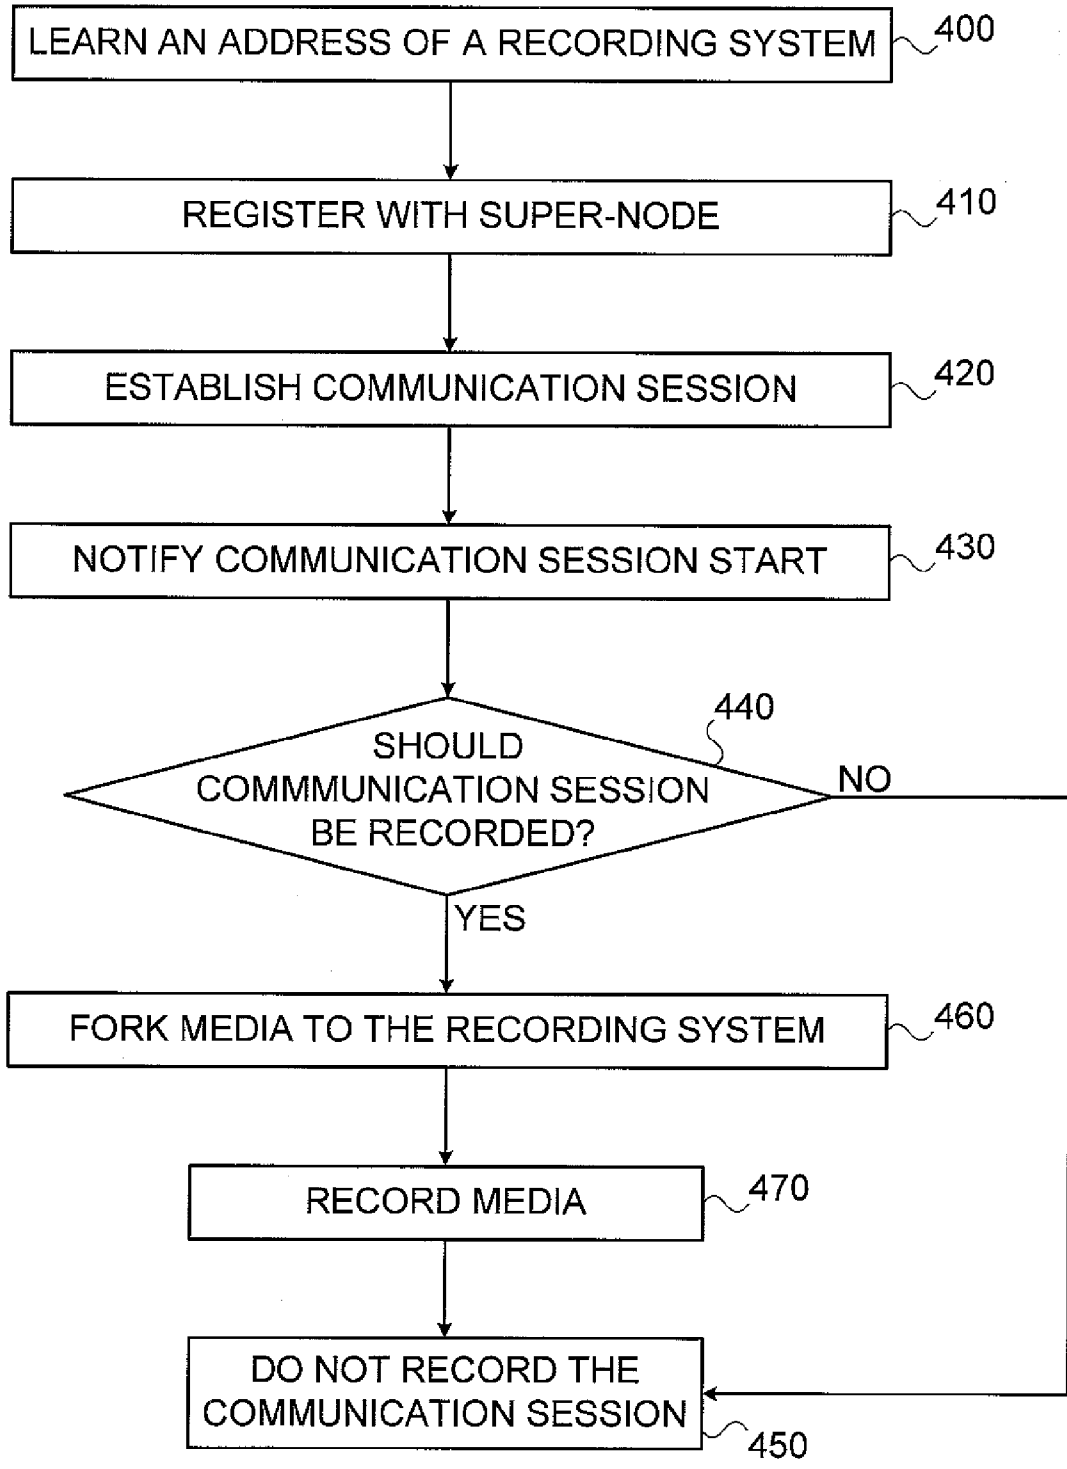 LEARN AN ADDRESS OF A RECORDING SYSTEM
400
REGISTER WITH SUPER-NODE
410
ESTABLISH COMMUNICATION SESSION
420
NOTIFY COMMUNICATION SESSION START
430
440
SHOULD
COMMMUNICATION SESSION
BE RECORDED?
NO
YES
FORK MEDIA TO THE RECORDING SYSTEM
460
RECORD MEDIA
470
DO NOT RECORD THE
COMMUNICATION SESSION
450